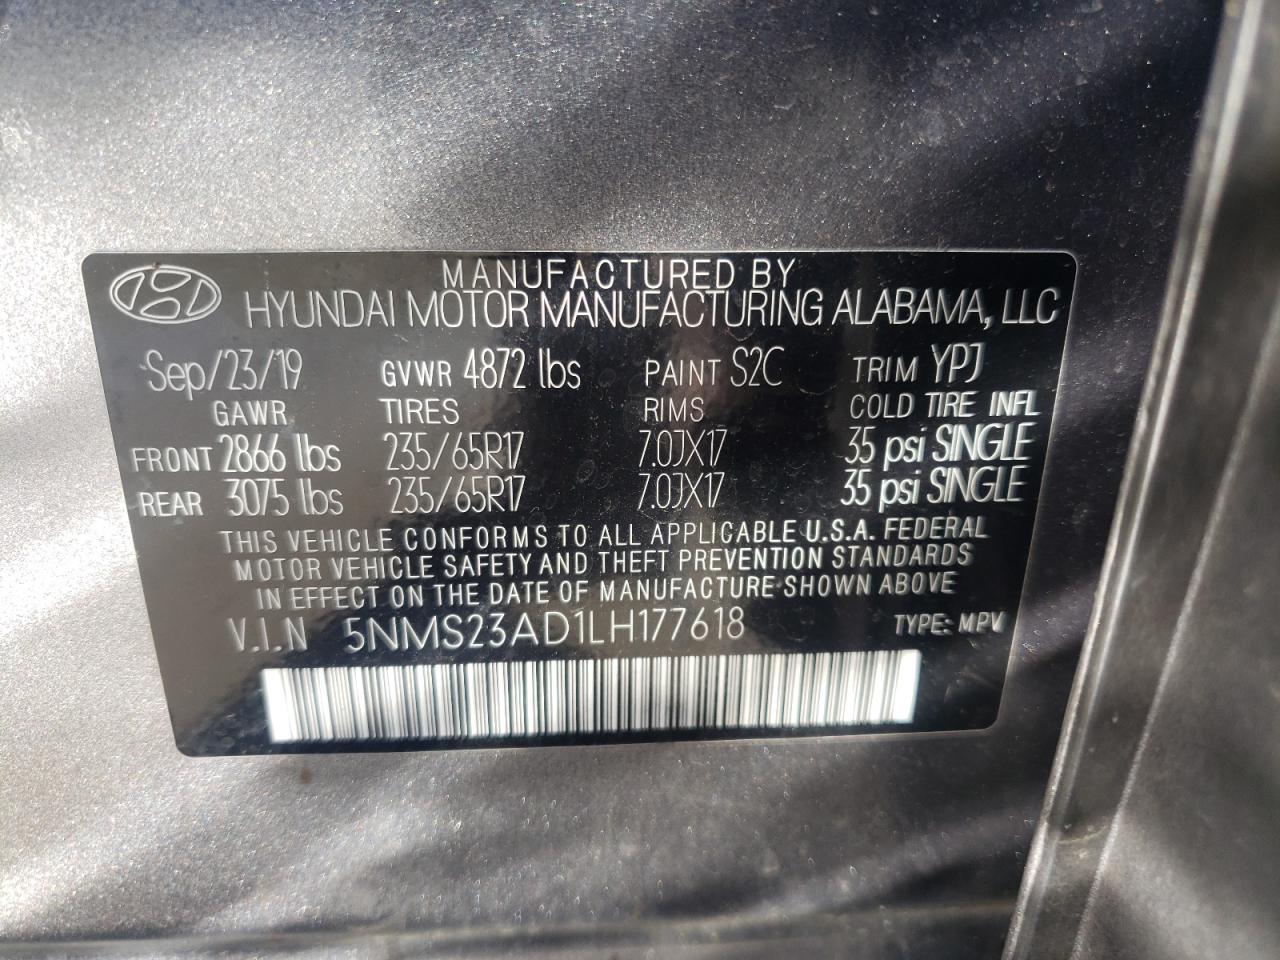 MANUFACTURED BY
HYUNDAI MOTOR MANUFACTURING ALABAMA, LLC
Sep/23/19 GVWR 4872 lbs PAINT S2C TRIM YPJ
GAWR TIRES RIMS COLD TIRE INFL
FRONT 2866 lbs 235/65R17 7.0JX17 35 psi SINGLE
REAR 3075 lbs 235/65R17 7.0JX17 35 psi SINGLE
THIS VEHICLE CONFORMS TO ALL APPLICABLE U.S.A. FEDERAL
MOTOR VEHICLE SAFETY AND THEFT PREVENTION STANDARDS
IN EFFECT ON THE DATE OF MANUFACTURE SHOWN ABOVE
V.I.N 5NMS23AD1LH177618 TYPE: MPV